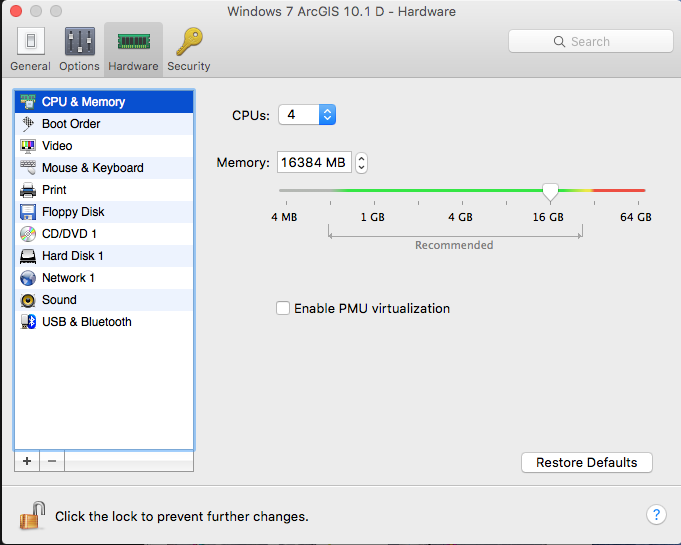 Windows 7 ArcGIS 10.1 D - Hardware
General Options Hardware Security
Search
CPU & Memory
Boot Order
Video
Mouse & Keyboard
Print
Floppy Disk
CD/DVD 1
Hard Disk 1
Network 1
Sound
USB & Bluetooth
+ −
CPUs: 4
Memory: 16384 MB
4 MB 1 GB 4 GB 16 GB 64 GB
Recommended
Enable PMU virtualization
Restore Defaults
Click the lock to prevent further changes.
?